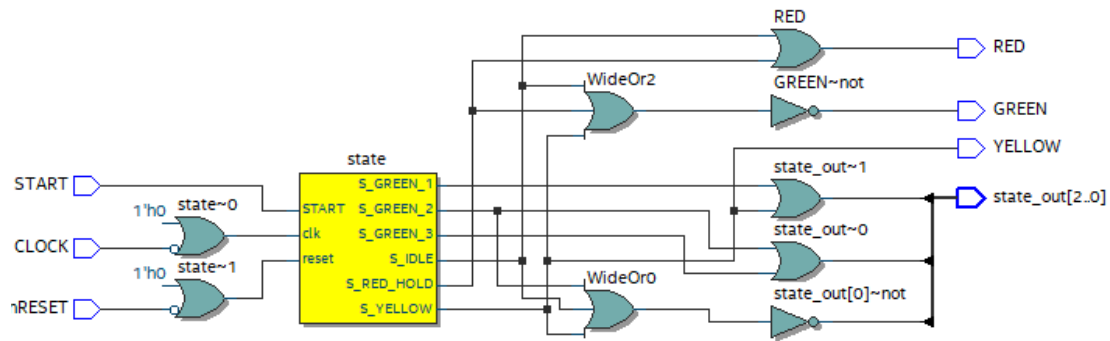 RED
RED
WideOr2
GREEN~not
GREEN
YELLOW
state
state_out~1
START
S_GREEN_1
1'h0
state~0
START
S_GREEN_2
state_out[2..0]
CLOCK
clk
S_GREEN_3
state_out~0
1'h0
state~1
reset
S_IDLE
WideOr0
S_RED_HOLD
state_out[0]~not
nRESET
S_YELLOW